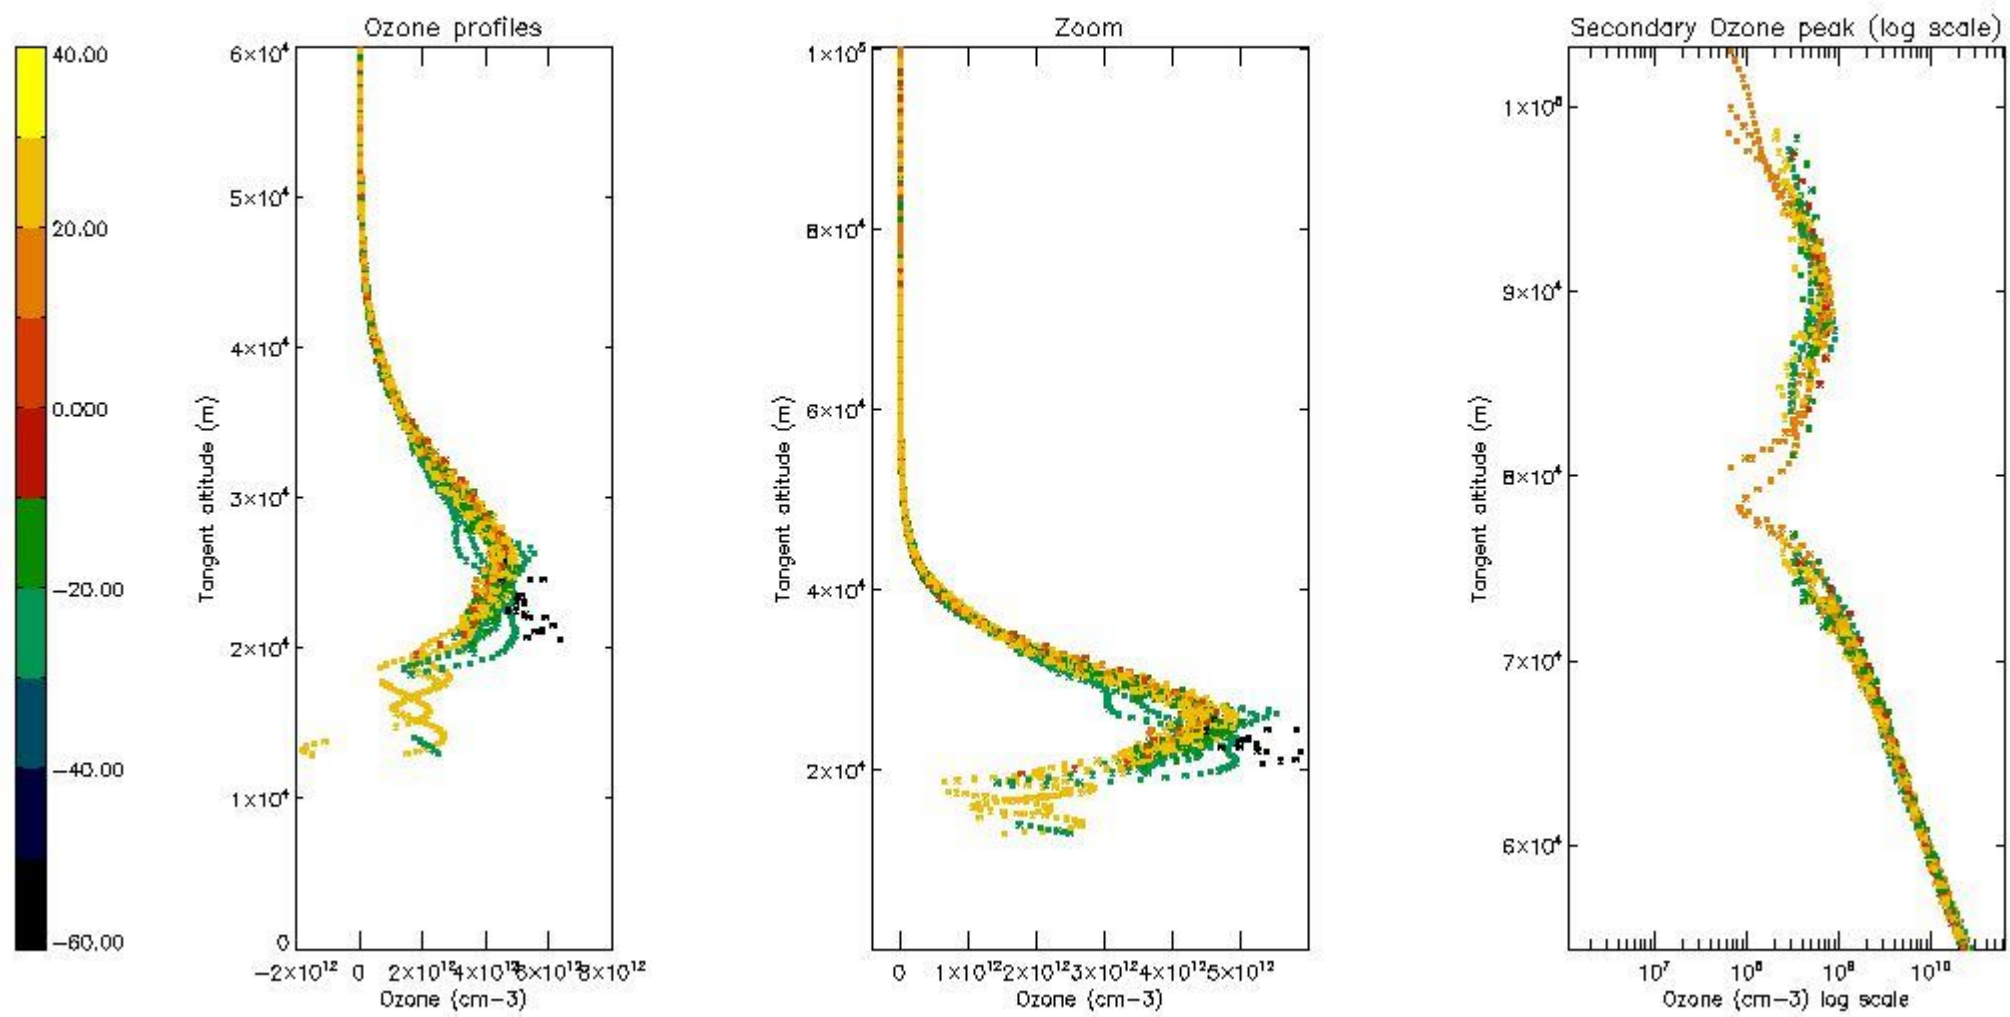 Ozone profiles
Zoom
Secondary Ozone peak (log scale)
40.00
20.00
0.000
−20.00
−40.00
−60.00
6×10⁴
5×10⁴
4×10⁴
3×10⁴
2×10⁴
1×10⁴
0
Tangent altitude (m)
−2×10¹² 0 2×10¹² 4×10¹² 6×10¹² 8×10¹²
Ozone (cm−3)
1×10⁵
8×10⁴
6×10⁴
4×10⁴
2×10⁴
Tangent altitude (m)
0 1×10¹² 2×10¹² 3×10¹² 4×10¹² 5×10¹²
Ozone (cm−3)
1×10⁵
9×10⁴
8×10⁴
7×10⁴
6×10⁴
Tangent altitude (m)
10⁷ 10⁸ 10⁹ 10¹⁰
Ozone (cm−3) log scale